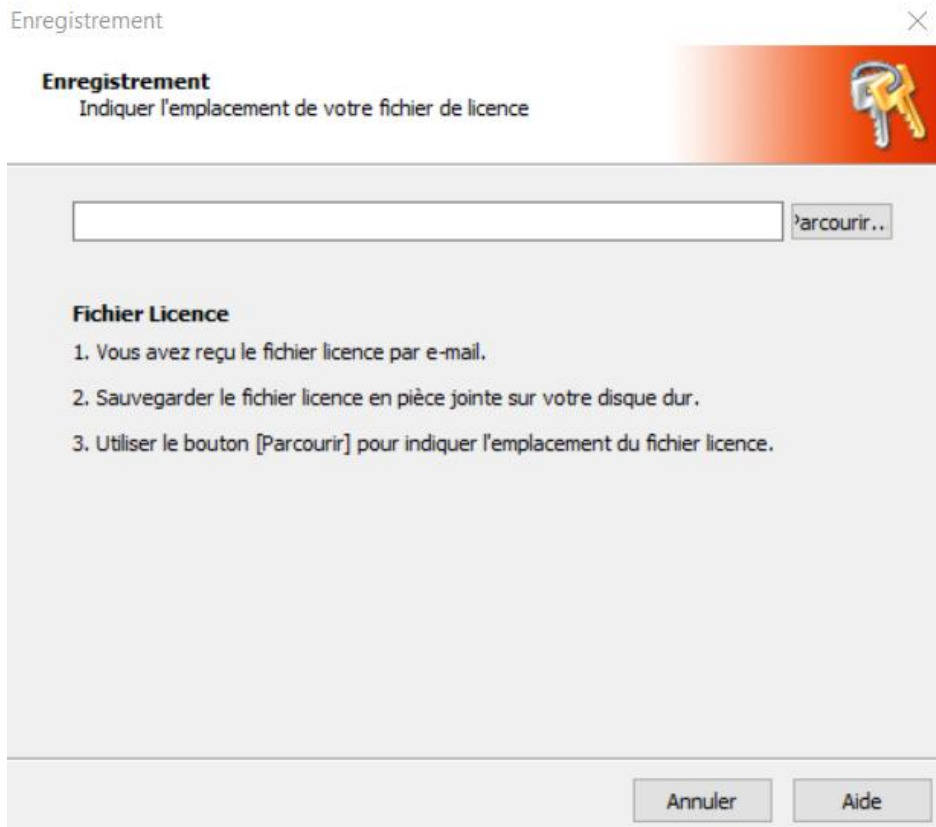 Enregistrement
Enregistrement
Indiquer l'emplacement de votre fichier de licence
Parcourir..
Fichier Licence
1. Vous avez reçu le fichier licence par e-mail.
2. Sauvegarder le fichier licence en pièce jointe sur votre disque dur.
3. Utiliser le bouton [Parcourir] pour indiquer l'emplacement du fichier licence.
Annuler
Aide